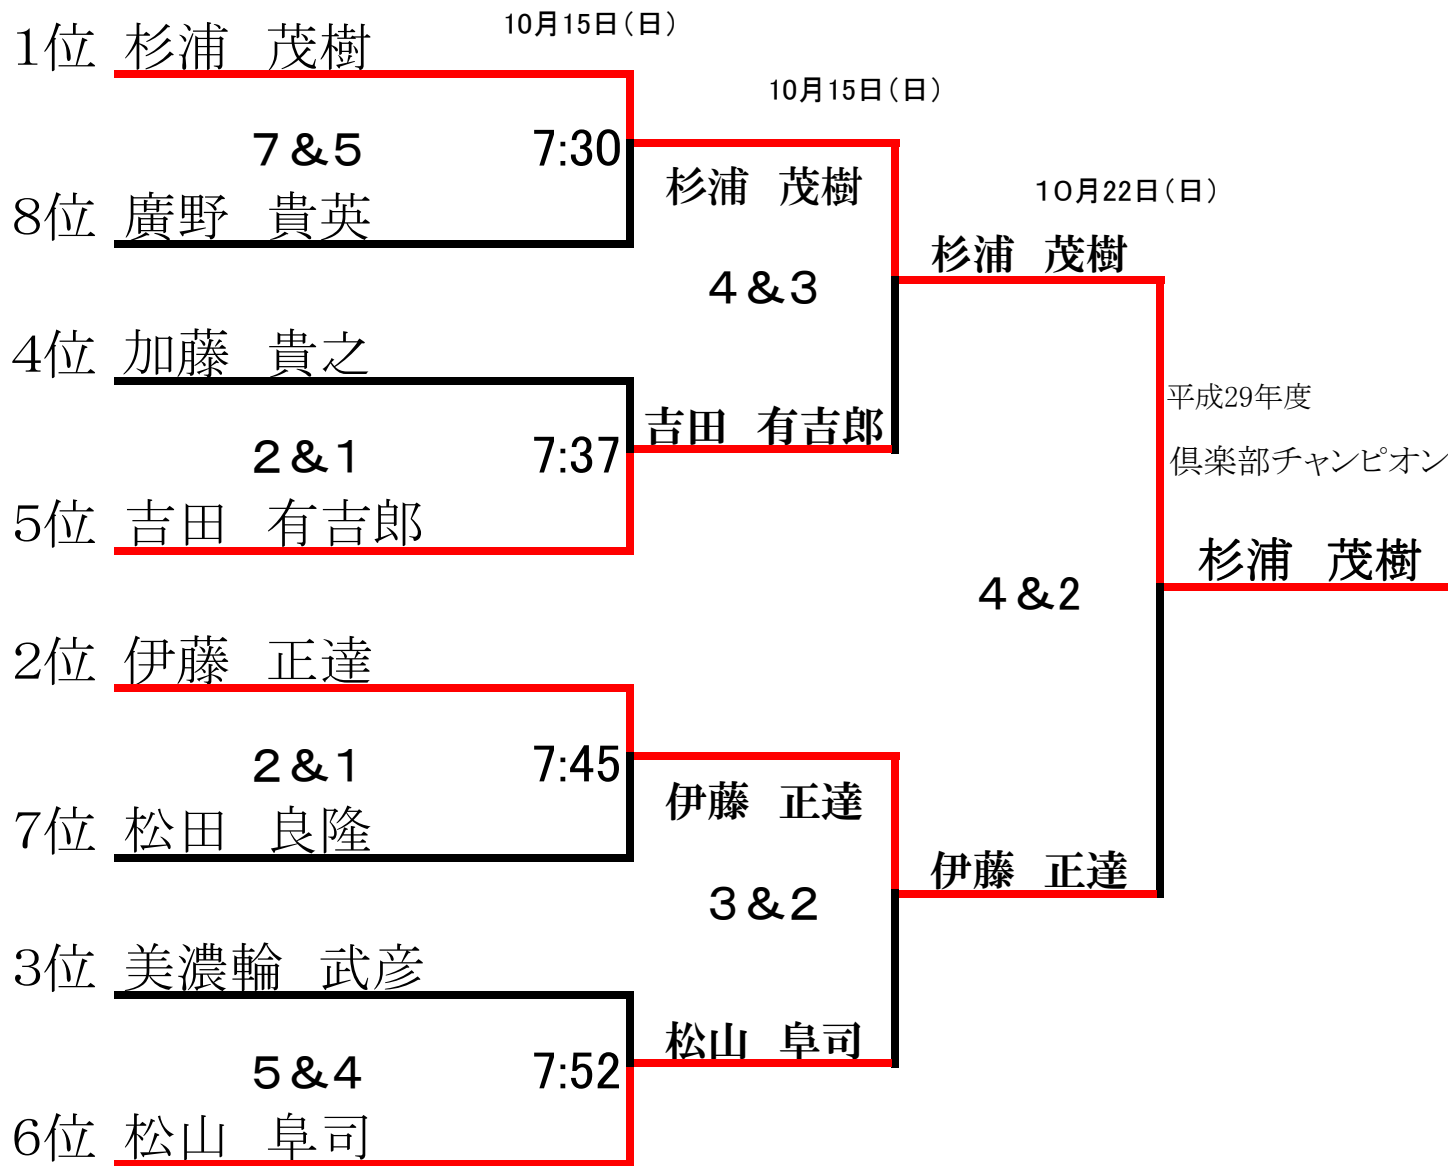 10月15日(日)
1位 杉浦　茂樹
7&5 7:30
8位 廣野　貴英
4位 加藤　貴之
2&1 7:37
5位 吉田　有吉郎
2位 伊藤　正達
2&1 7:45
7位 松田　良隆
3位 美濃輪　武彦
5&4 7:52
6位 松山　阜司
10月15日(日)
杉浦　茂樹
4&3
吉田　有吉郎
伊藤　正達
3&2
松山　阜司
10月22日(日)
杉浦　茂樹
4&2
伊藤　正達
平成29年度
倶楽部チャンピオン
杉浦　茂樹